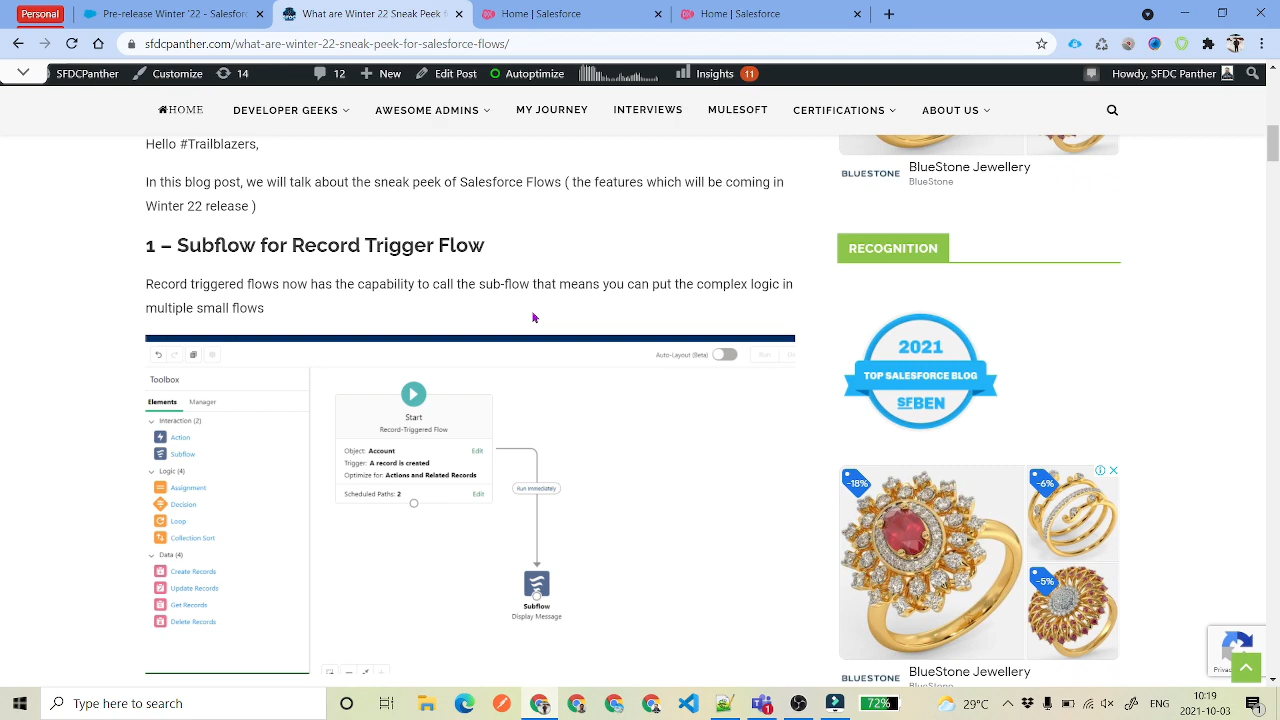 Personal
Release note
What are Winter 22 Sneak Peek
Home | Salesforce
Home | Salesforce
sfdcpanther.com/what-are-winter-22-sneak-peek-for-salesforce-flows/
SFDCPanther
Customize
14
12
New
Edit Post
Autoptimize
Insights
11
Howdy, SFDC Panther
HOME
DEVELOPER GEEKS
AWESOME ADMINS
MY JOURNEY
INTERVIEWS
MULESOFT
CERTIFICATIONS
ABOUT US
Hello #Trailblazers,
In this blog post, we will talk about the sneak peek of Salesforce Flows ( the features which will be coming in
Winter 22 release )
1 – Subflow for Record Trigger Flow
Record triggered flows now has the capability to call the sub-flow that means you can put the complex logic in
multiple small flows
Auto-Layout (Beta)
Run
Toolbox
Elements
Manager
Interaction (2)
Action
Subflow
Logic (4)
Assignment
Decision
Loop
Collection Sort
Data (4)
Create Records
Update Records
Get Records
Delete Records
Start
Record-Triggered Flow
Object: Account
Edit
Trigger: A record is created
Optimize for: Actions and Related Records
Scheduled Paths: 2
Edit
Run Immediately
Subflow
Display Message
BLUESTONE
BlueStone Jewellery
BlueStone
RECOGNITION
2021
TOP SALESFORCE BLOG
SFBEN
-18%
-6%
-5%
BLUESTONE
BlueStone Jewellery
BlueStone
Type here to search
72%
29°C
ENG
10:19
2021-10-03